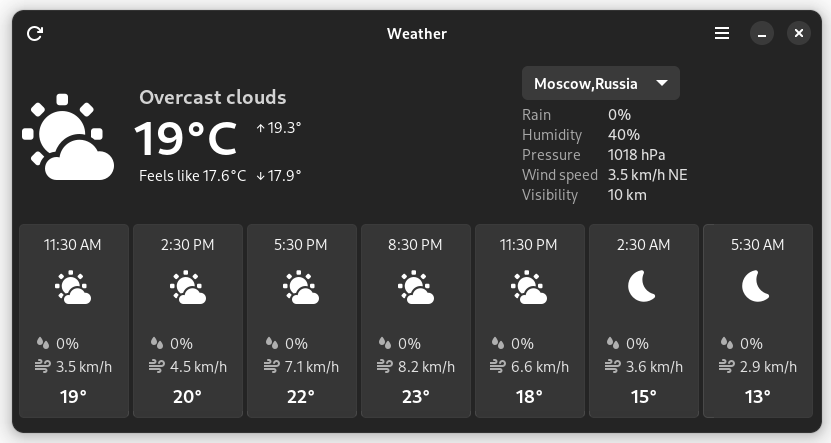 Weather
Overcast clouds
19°C
↑ 19.3°
Feels like 17.6°C
↓ 17.9°
Moscow,Russia
Rain 0%
Humidity 40%
Pressure 1018 hPa
Wind speed 3.5 km/h NE
Visibility 10 km
11:30 AM 2:30 PM 5:30 PM 8:30 PM 11:30 PM 2:30 AM 5:30 AM
0% 0% 0% 0% 0% 0% 0%
3.5 km/h 4.5 km/h 7.1 km/h 8.2 km/h 6.6 km/h 3.6 km/h 2.9 km/h
19° 20° 22° 23° 18° 15° 13°